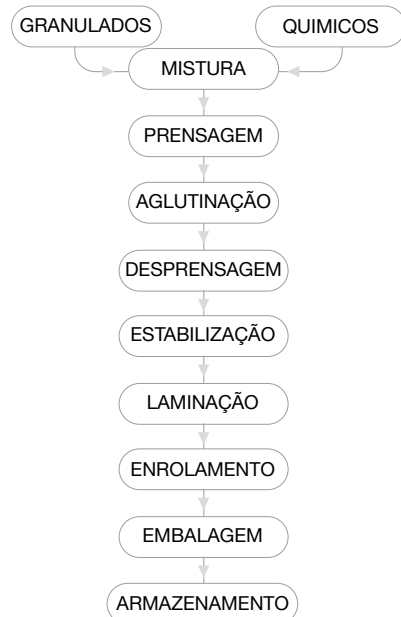 GRANULADOS
QUIMICOS
MISTURA
PRENSAGEM
AGLUTINAÇÃO
DESPRENSAGEM
ESTABILIZAÇÃO
LAMINAÇÃO
ENROLAMENTO
EMBALAGEM
ARMAZENAMENTO